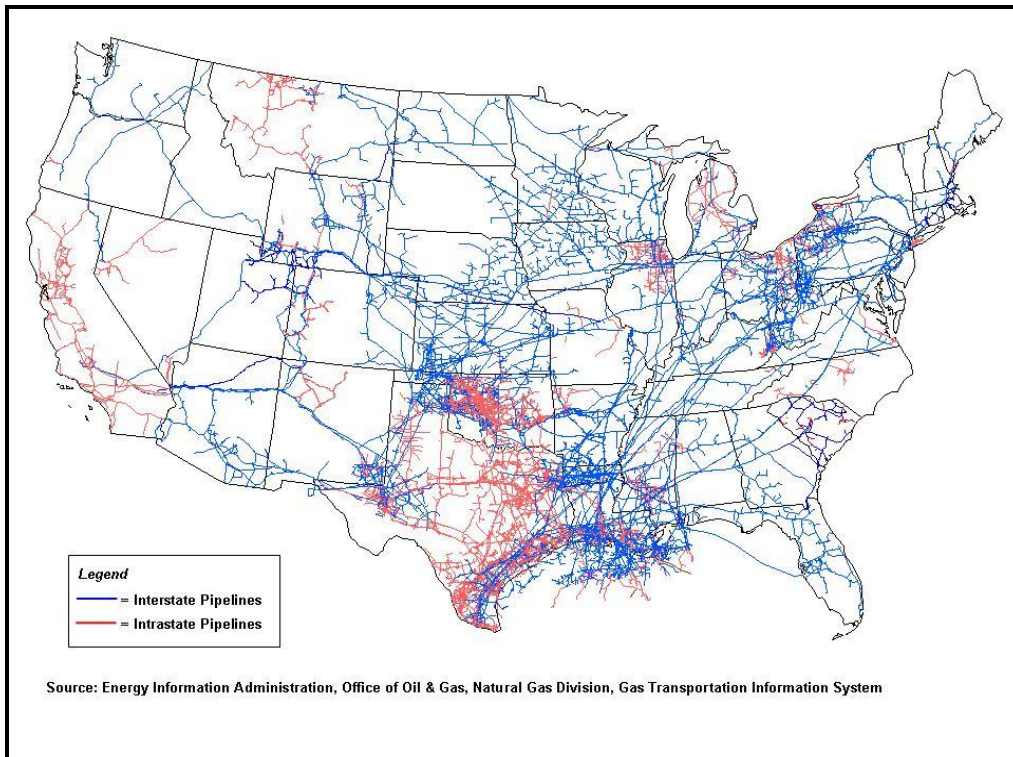 Legend
= Interstate Pipelines
= Intrastate Pipelines
Source: Energy Information Administration, Office of Oil & Gas, Natural Gas Division, Gas Transportation Information System